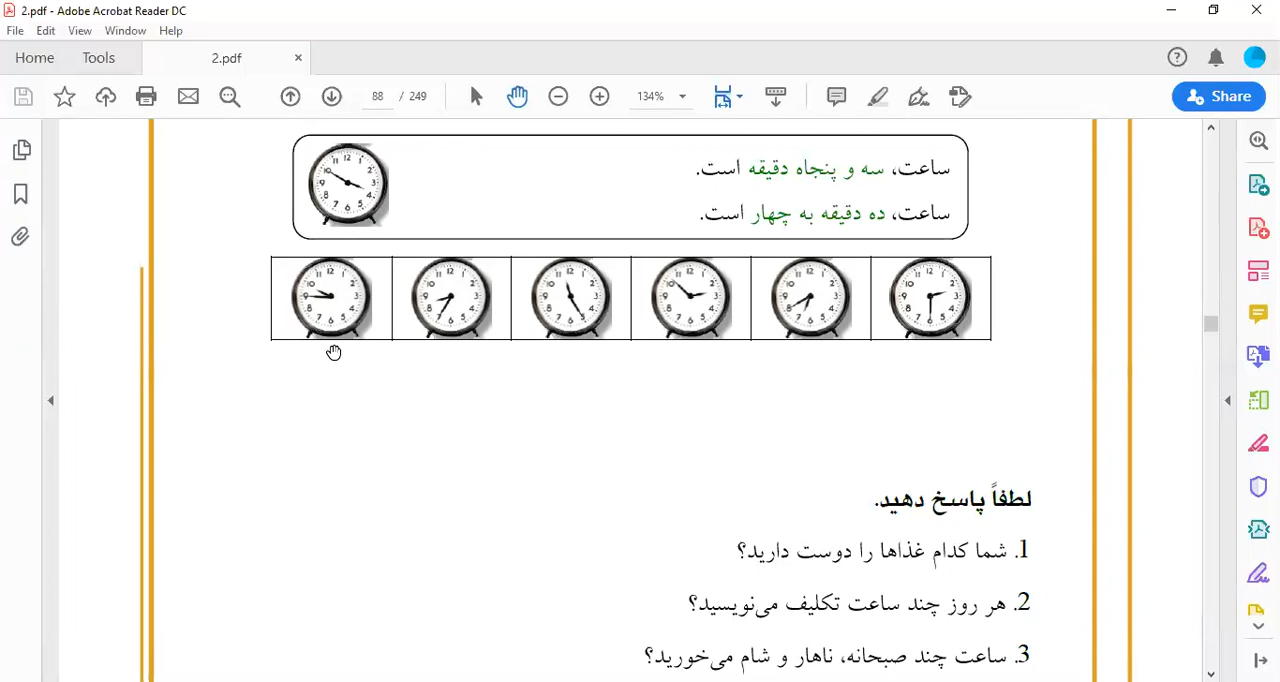 2.pdf - Adobe Acrobat Reader DC
File Edit View Window Help
Home Tools 2.pdf ×
88 / 249 134% Share
ساعت، سه و پنجاه دقیقه است.
ساعت، ده دقیقه به چهار است.
لطفاً پاسخ دهید.
1. شما کدام غذاها را دوست دارید؟
2. هر روز چند ساعت تکلیف می‌نویسید؟
3. ساعت چند صبحانه، ناهار و شام می‌خورید؟